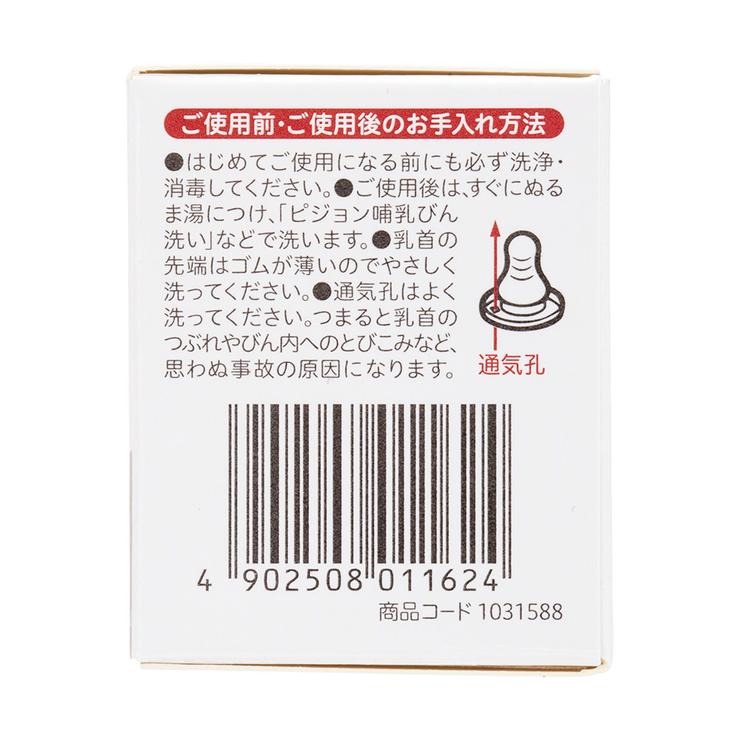 ご使用前・ご使用後のお手入れ方法
●はじめてご使用になる前にも必ず洗浄・
消毒してください。●ご使用後は、すぐにぬる
ま湯につけ、「ピジョン哺乳びん
洗い」などで洗います。●乳首の
先端はゴムが薄いのでやさしく
洗ってください。●通気孔はよく
洗ってください。つまると乳首の
つぶれやびん内へのとびこみなど、
思わぬ事故の原因になります。
通気孔
4 902508 011624
商品コード 1031588